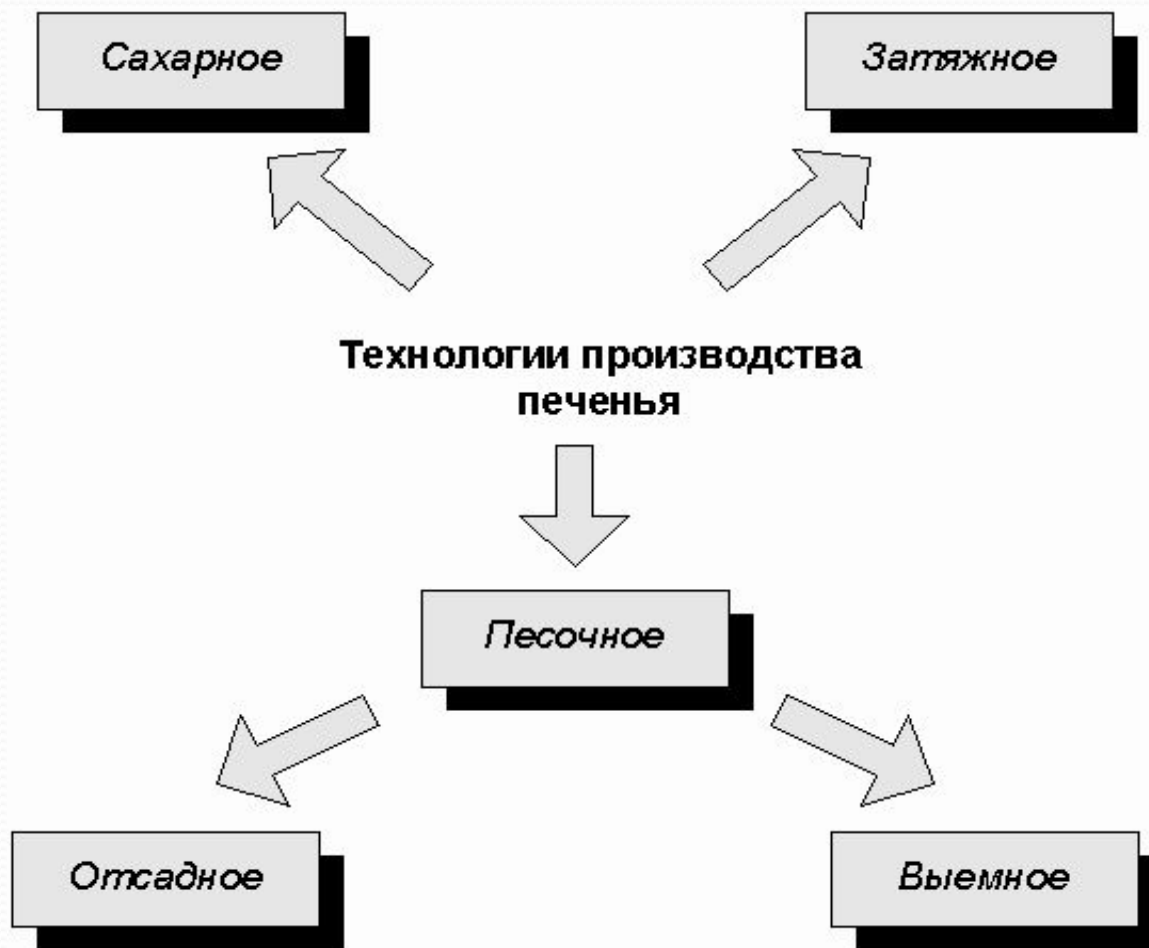 Сахарное
Затяжное
Технологии производства
печенья
Песочное
Отсадное
Выемное